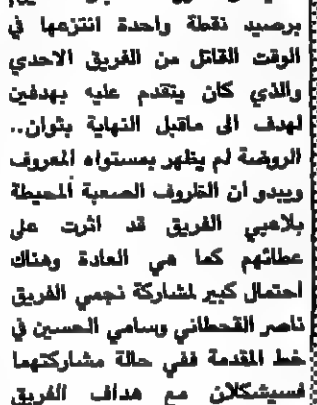 برصيد نقطة واحدة انتزعها في
الوقت القاتل من الفريق الاحدي
والذي كان يتقدم عليه بهدفين
لهدف الى ماقبل النهاية بثوان..
الروضة لم يظهر بمستواه المعروف
ويبدو ان الظروف الصعبة المحيطة
بلاعبي الفريق قد اثرت على
عطائهم كما هي العادة وهناك
احتمال كبير لمشاركة نجمي الفريق
ناصر القحطاني وسامي الحسين في
خط المقدمة ففي حالة مشاركتهما
فسيشكلان مع هداف الفريق